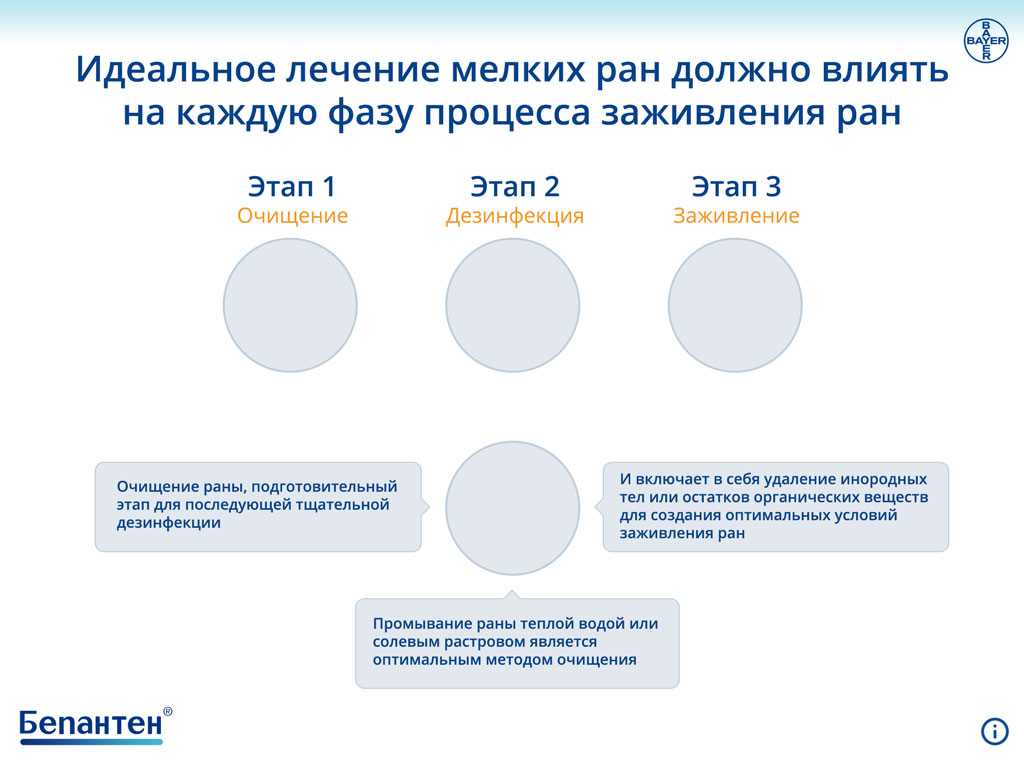 BAYER
BAYER
Идеальное лечение мелких ран должно влиять
на каждую фазу процесса заживления ран
Этап 1
Очищение
Этап 2
Дезинфекция
Этап 3
Заживление
Очищение раны, подготовительный
этап для последующей тщательной
дезинфекции
И включает в себя удаление инородных
тел или остатков органических веществ
для создания оптимальных условий
заживления ран
Промывание раны теплой водой или
солевым растровом является
оптимальным методом очищения
Бепантен®
i